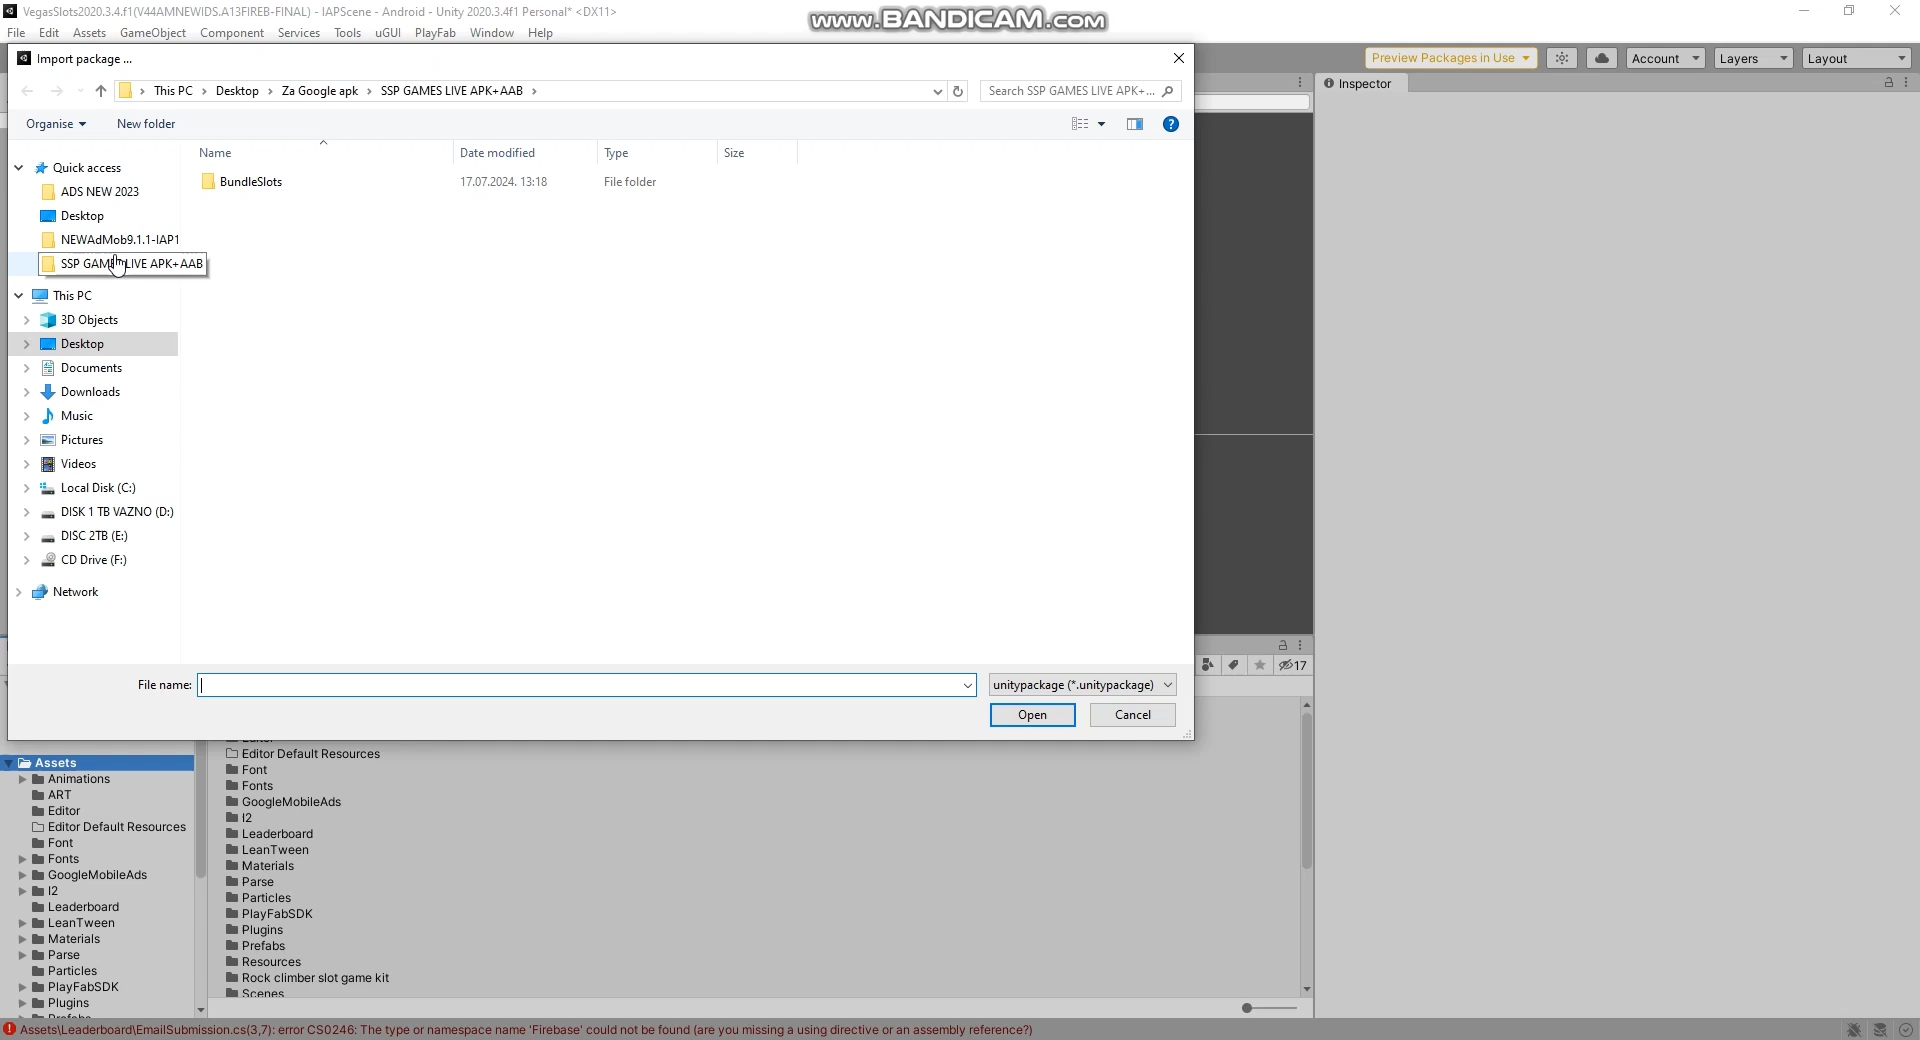 VegasSlots2020.3.4.f1(V44AMNEWIDS.A13FIREB-FINAL) - IAPScene - Android - Unity 2020.3.4f1 Personal* <DX11>
www.BANDICAM.com
File Edit Assets GameObject Component Services Tools uGUI PlayFab Window Help
Import package ...
Preview Packages in Use
Account
Layers
Layout
This PC > Desktop > Za Google apk > SSP GAMES LIVE APK+AAB >
Search SSP GAMES LIVE APK+...
Inspector
Organise
New folder
Name
Date modified
Type
Size
BundleSlots
17.07.2024. 13:18
File folder
Quick access
ADS NEW 2023
Desktop
NEWAdMob9.1.1-IAP1
SSP GAMES LIVE APK+AAB
This PC
3D Objects
Desktop
Documents
Downloads
Music
Pictures
Videos
Local Disk (C:)
DISK 1 TB VAZNO (D:)
DISC 2TB (E:)
CD Drive (F:)
Network
17
File name:
unitypackage (*.unitypackage)
Open
Cancel
Assets
Animations
ART
Editor
Editor Default Resources
Font
Fonts
GoogleMobileAds
I2
Leaderboard
LeanTween
Materials
Parse
Particles
PlayFabSDK
Plugins
Editor Default Resources
Font
Fonts
GoogleMobileAds
I2
Leaderboard
LeanTween
Materials
Parse
Particles
PlayFabSDK
Plugins
Prefabs
Resources
Rock climber slot game kit
Scenes
Assets\Leaderboard\EmailSubmission.cs(3,7): error CS0246: The type or namespace name 'Firebase' could not be found (are you missing a using directive or an assembly reference?)